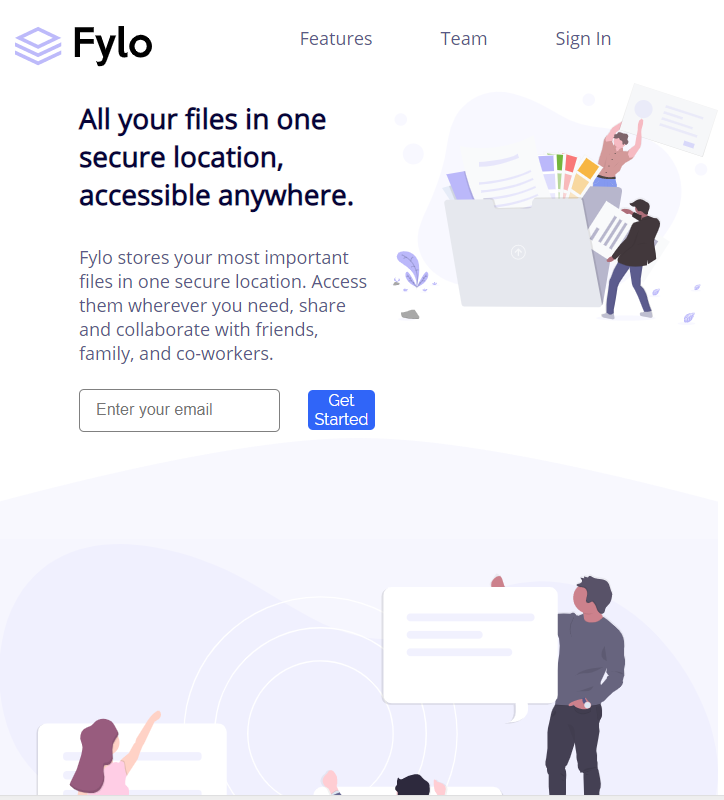 Fylo
Features Team Sign In
All your files in one
secure location,
accessible anywhere.
Fylo stores your most important
files in one secure location. Access
them wherever you need, share
and collaborate with friends,
family, and co-workers.
Enter your email
Get
Started